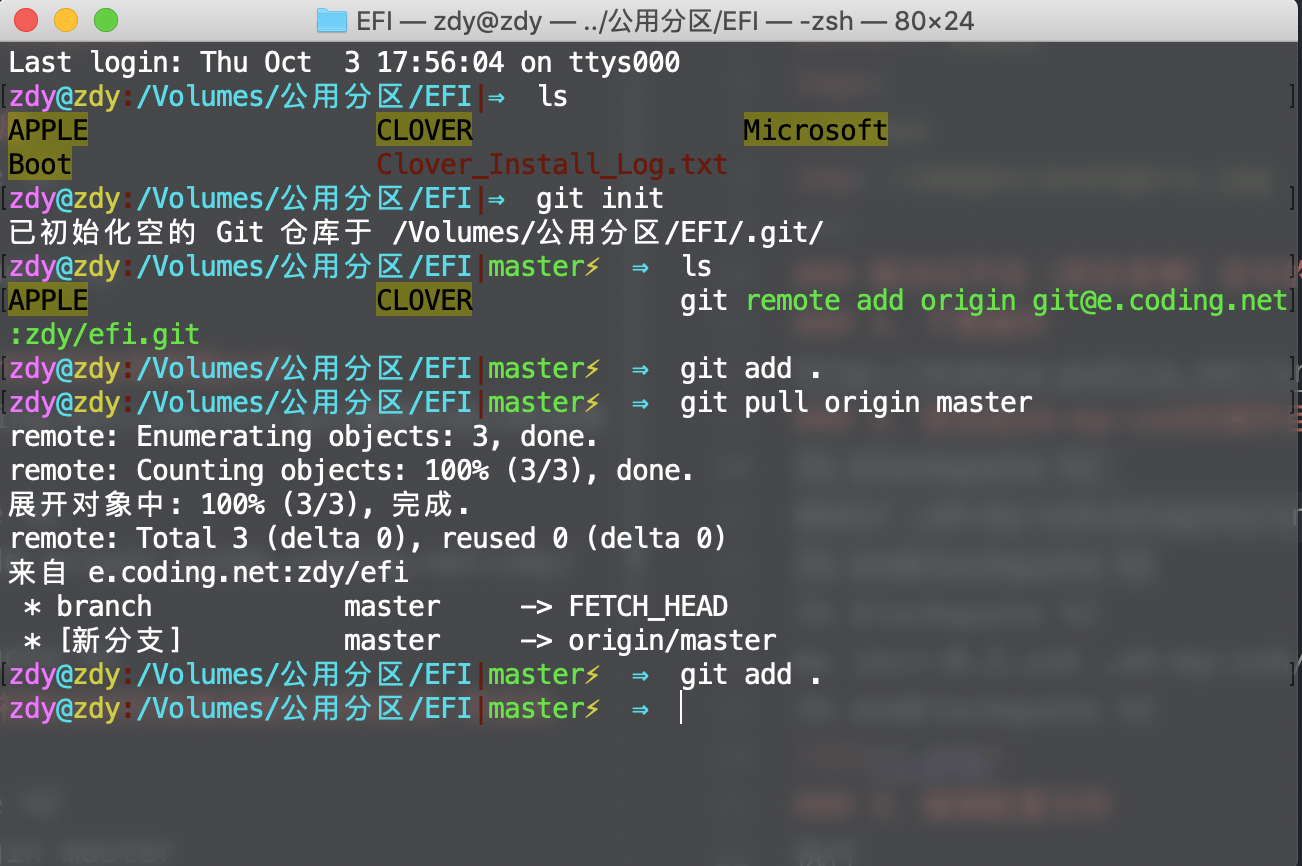 EFI — zdy@zdy — ../公用分区/EFI — -zsh — 80×24
Last login: Thu Oct  3 17:56:04 on ttys000
[zdy@zdy:/Volumes/公用分区/EFI|⇒  ls ]
APPLE CLOVER Microsoft
Boot Clover_Install_Log.txt
[zdy@zdy:/Volumes/公用分区/EFI|⇒  git init ]
已初始化空的 Git 仓库于 /Volumes/公用分区/EFI/.git/
[zdy@zdy:/Volumes/公用分区/EFI|master⚡  ⇒  ls ]
[APPLE CLOVER git remote add origin git@e.coding.net]
:zdy/efi.git
[zdy@zdy:/Volumes/公用分区/EFI|master⚡  ⇒  git add . ]
[zdy@zdy:/Volumes/公用分区/EFI|master⚡  ⇒  git pull origin master ]
remote: Enumerating objects: 3, done.
remote: Counting objects: 100% (3/3), done.
展开对象中: 100% (3/3), 完成.
remote: Total 3 (delta 0), reused 0 (delta 0)
来自 e.coding.net:zdy/efi
 * branch            master     -> FETCH_HEAD
 * [新分支]          master     -> origin/master
[zdy@zdy:/Volumes/公用分区/EFI|master⚡  ⇒  git add . ]
zdy@zdy:/Volumes/公用分区/EFI|master⚡  ⇒